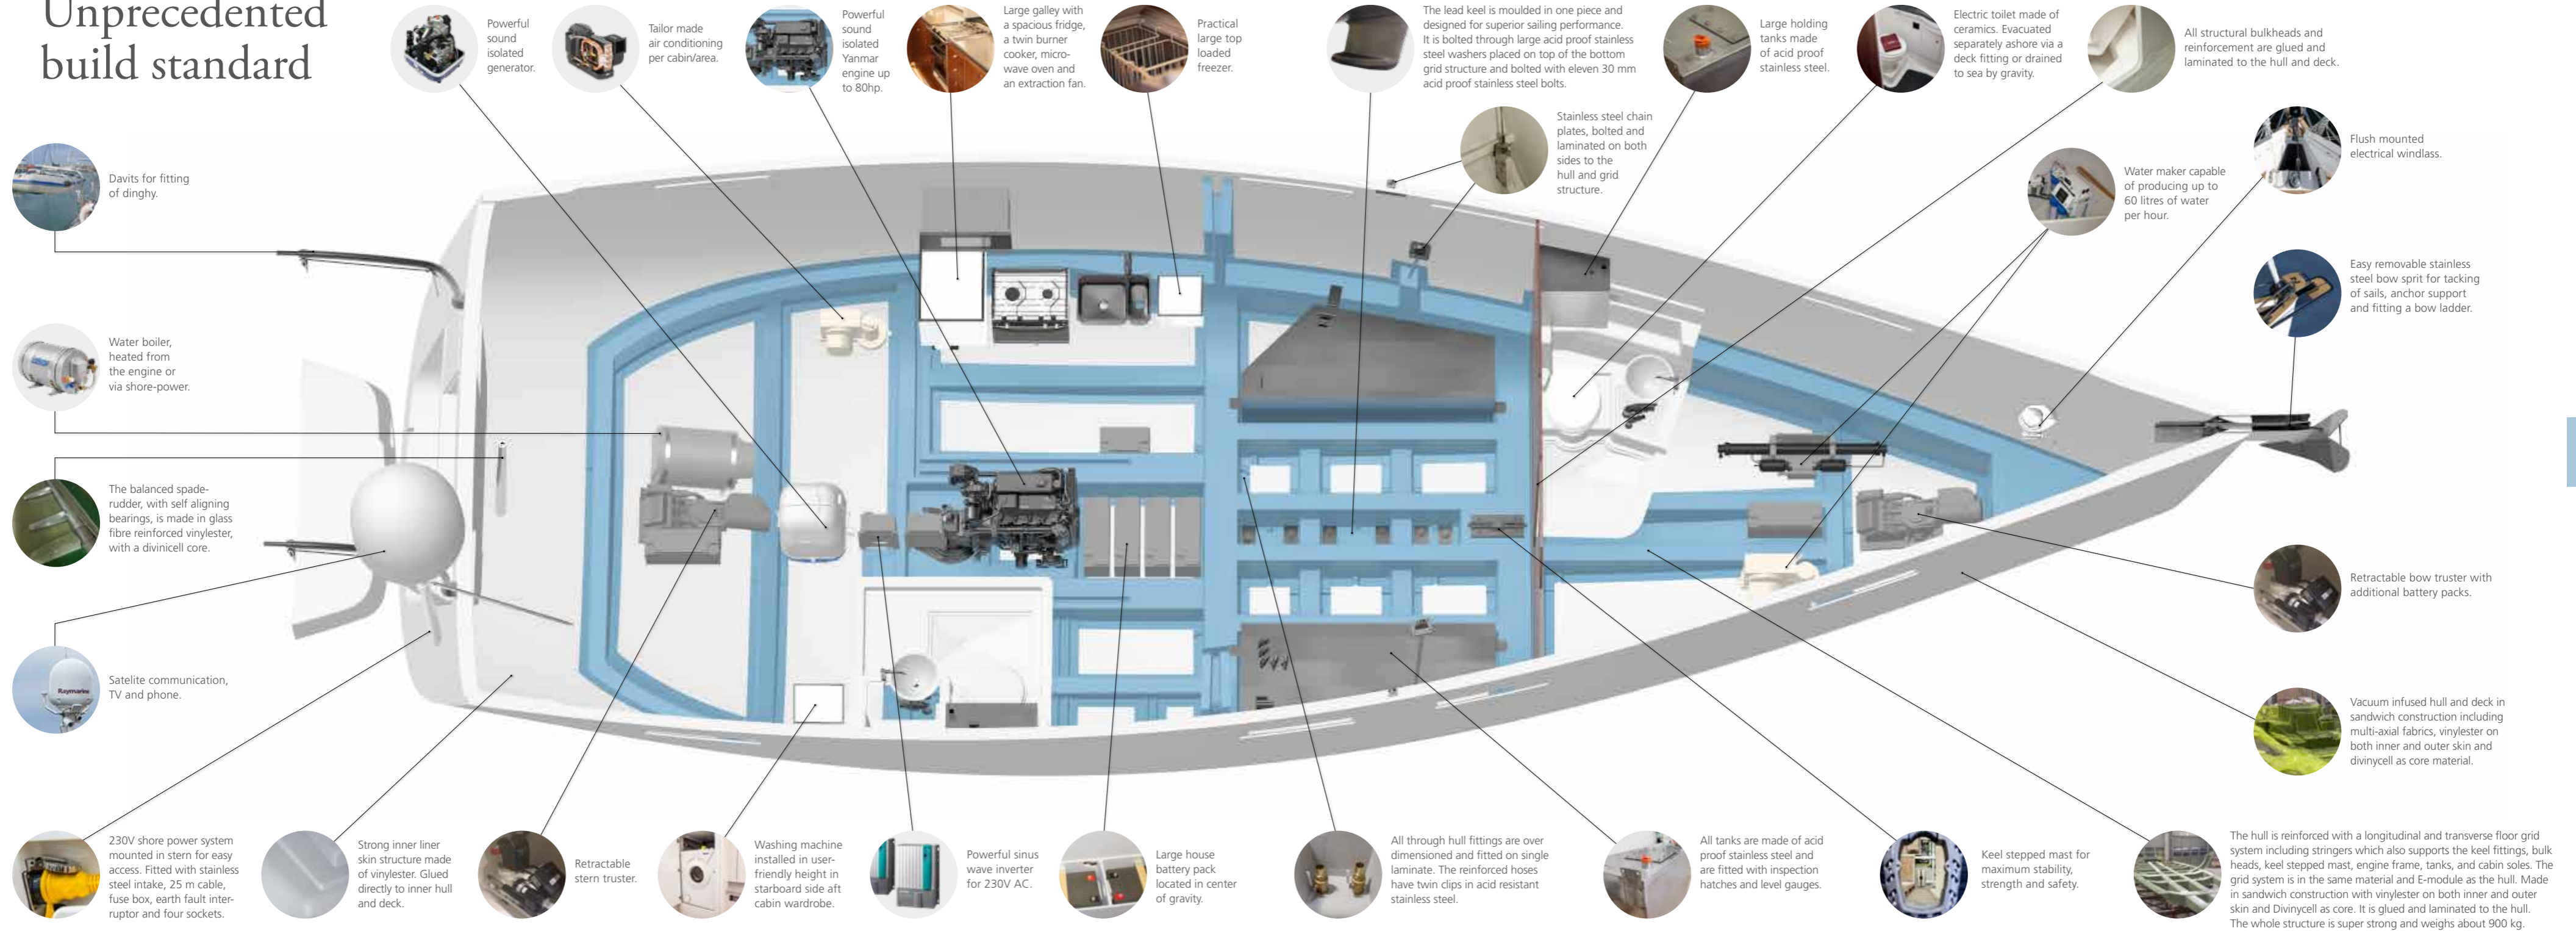 Unprecedented
build standard
Powerful
sound
isolated
generator.
Tailor made
air conditioning
per cabin/area.
Powerful
sound
isolated
Yanmar
engine up
to 80hp.
Large galley with
a spacious fridge,
a twin burner
cooker, micro-
wave oven and
an extraction fan.
Practical
large top
loaded
freezer.
The lead keel is moulded in one piece and
designed for superior sailing performance.
It is bolted through large acid proof stainless
steel washers placed on top of the bottom
grid structure and bolted with eleven 30 mm
acid proof stainless steel bolts.
Large holding
tanks made
of acid proof
stainless steel.
Electric toilet made of
ceramics. Evacuated
separately ashore via a
deck fitting or drained
to sea by gravity.
All structural bulkheads and
reinforcement are glued and
laminated to the hull and deck.
Stainless steel chain
plates, bolted and
laminated on both
sides to the
hull and grid
structure.
Flush mounted
electrical windlass.
Water maker capable
of producing up to
60 litres of water
per hour.
Davits for fitting
of dinghy.
Easy removable stainless
steel bow sprit for tacking
of sails, anchor support
and fitting a bow ladder.
Water boiler,
heated from
the engine or
via shore-power.
The balanced spade-
rudder, with self aligning
bearings, is made in glass
fibre reinforced vinylester,
with a divinicell core.
Retractable bow truster with
additional battery packs.
Satelite communication,
TV and phone.
Raymarine
Vacuum infused hull and deck in
sandwich construction including
multi-axial fabrics, vinylester on
both inner and outer skin and
divinycell as core material.
230V shore power system
mounted in stern for easy
access. Fitted with stainless
steel intake, 25 m cable,
fuse box, earth fault inter-
ruptor and four sockets.
Strong inner liner
skin structure made
of vinylester. Glued
directly to inner hull
and deck.
Retractable
stern truster.
Washing machine
installed in user-
friendly height in
starboard side aft
cabin wardrobe.
Powerful sinus
wave inverter
for 230V AC.
Large house
battery pack
located in center
of gravity.
All through hull fittings are over
dimensioned and fitted on single
laminate. The reinforced hoses
have twin clips in acid resistant
stainless steel.
All tanks are made of acid
proof stainless steel and
are fitted with inspection
hatches and level gauges.
Keel stepped mast for
maximum stability,
strength and safety.
The hull is reinforced with a longitudinal and transverse floor grid
system including stringers which also supports the keel fittings, bulk
heads, keel stepped mast, engine frame, tanks, and cabin soles. The
grid system is in the same material and E-module as the hull. Made
in sandwich construction with vinylester on both inner and outer
skin and Divinycell as core. It is glued and laminated to the hull.
The whole structure is super strong and weighs about 900 kg.